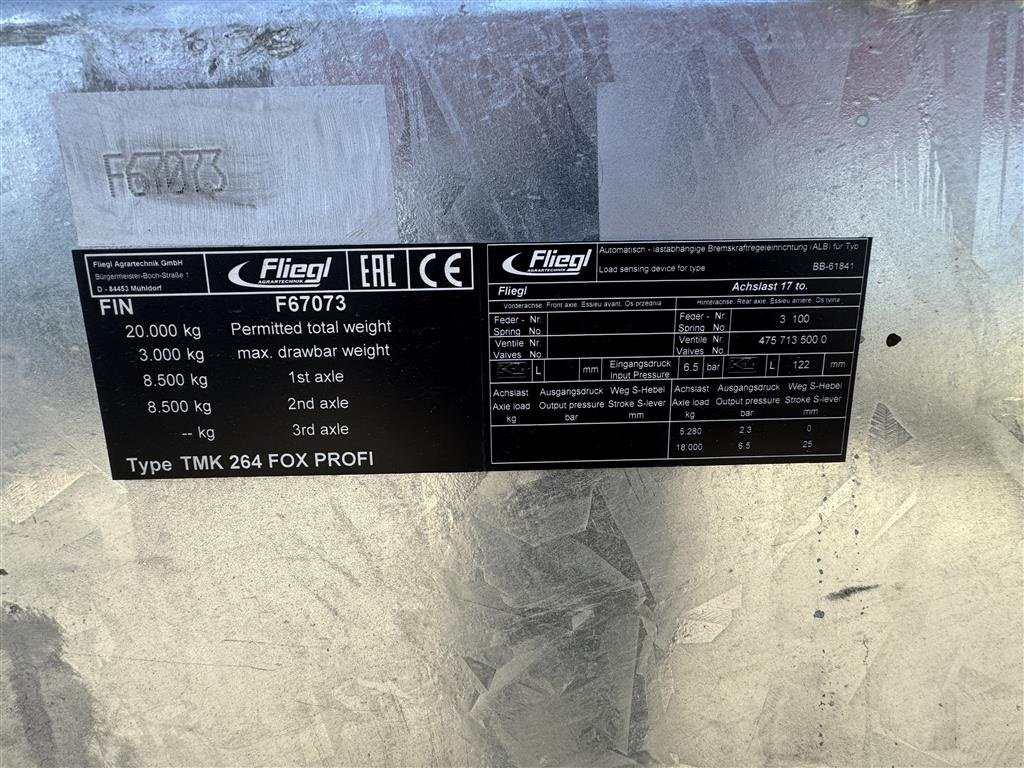 F67073
Fliegl Agrartechnik GmbH
Bürgermeister-Boch-Straße 1
D - 84453 Mühldorf
Fliegl
AGRARTECHNIK
EAC
CE
FIN F67073
20.000 kg Permitted total weight
3.000 kg max. drawbar weight
8.500 kg 1st axle
8.500 kg 2nd axle
-- kg 3rd axle
Type TMK 264 FOX PROFI
Fliegl
AGRARTECHNIK
Automatisch - lastabhängige Bremskraftregeleinrichtung (ALB) für Typ
Load sensing device for type BB-61841
Fliegl Achslast 17 to.
Vorderachse. Front axie. Essieu avant. Os przednia
Hinterachse. Rear axie. Essieu arriere. Os tylna
Feder - Nr.
Spring No.
Ventile Nr.
Valves No.
L mm
Eingangsdruck
Input Pressure
6.5 bar
Feder - Nr.
Spring No. 3 100
Ventile Nr.
Valves No. 475 713 500 0
L 122 mm
Achslast Ausgangsdruck Weg S-Hebel
Axle load Output pressure Stroke S-lever
kg bar mm
Achslast Ausgangsdruck Weg S-Hebel
Axle load Output pressure Stroke S-lever
kg bar mm
5.280 2.3 0
18.000 6.5 25